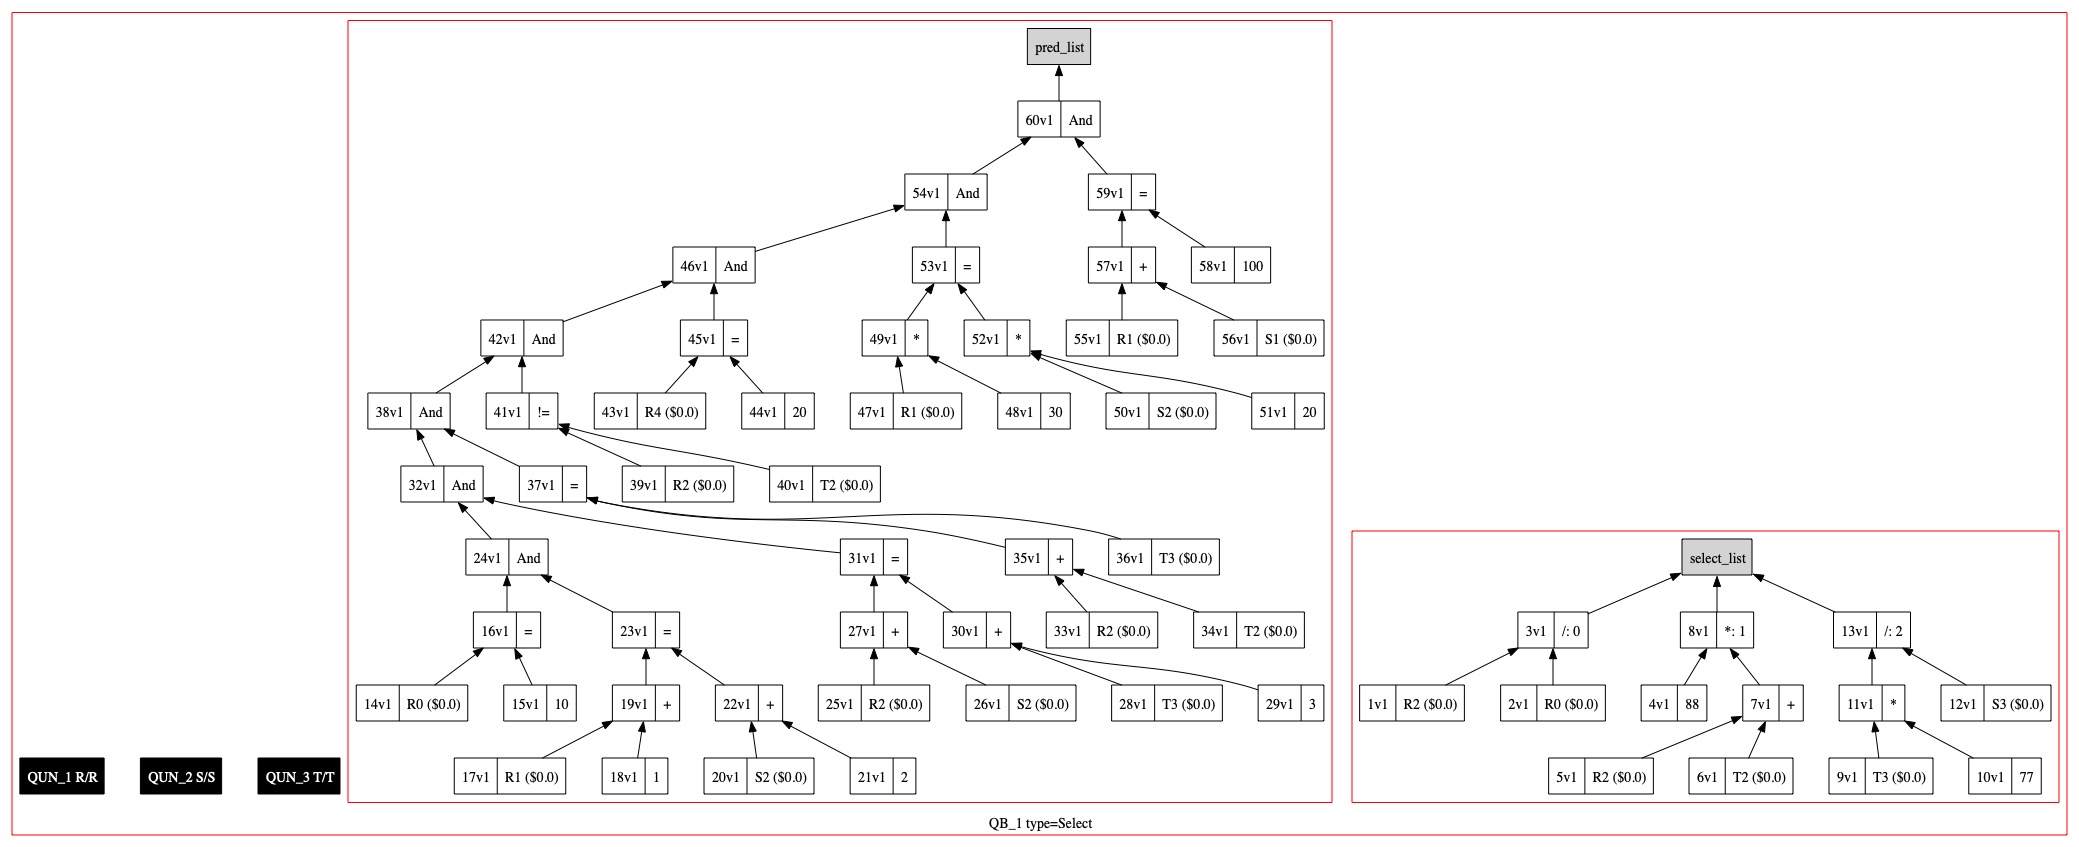 pred_list
60v1 And
54v1 And
59v1 =
46v1 And
53v1 =
57v1 +
58v1 100
42v1 And
45v1 =
49v1 *
52v1 *
55v1 R1 ($0.0)
56v1 S1 ($0.0)
38v1 And
41v1 !=
43v1 R4 ($0.0)
44v1 20
47v1 R1 ($0.0)
48v1 30
50v1 S2 ($0.0)
51v1 20
32v1 And
37v1 =
39v1 R2 ($0.0)
40v1 T2 ($0.0)
24v1 And
31v1 =
35v1 +
36v1 T3 ($0.0)
16v1 =
23v1 =
27v1 +
30v1 +
33v1 R2 ($0.0)
34v1 T2 ($0.0)
14v1 R0 ($0.0)
15v1 10
19v1 +
22v1 +
25v1 R2 ($0.0)
26v1 S2 ($0.0)
28v1 T3 ($0.0)
29v1 3
QUN_1 R/R
QUN_2 S/S
QUN_3 T/T
17v1 R1 ($0.0)
18v1 1
20v1 S2 ($0.0)
21v1 2
select_list
3v1 /: 0
8v1 *: 1
13v1 /: 2
1v1 R2 ($0.0)
2v1 R0 ($0.0)
4v1 88
7v1 +
11v1 *
12v1 S3 ($0.0)
5v1 R2 ($0.0)
6v1 T2 ($0.0)
9v1 T3 ($0.0)
10v1 77
QB_1 type=Select